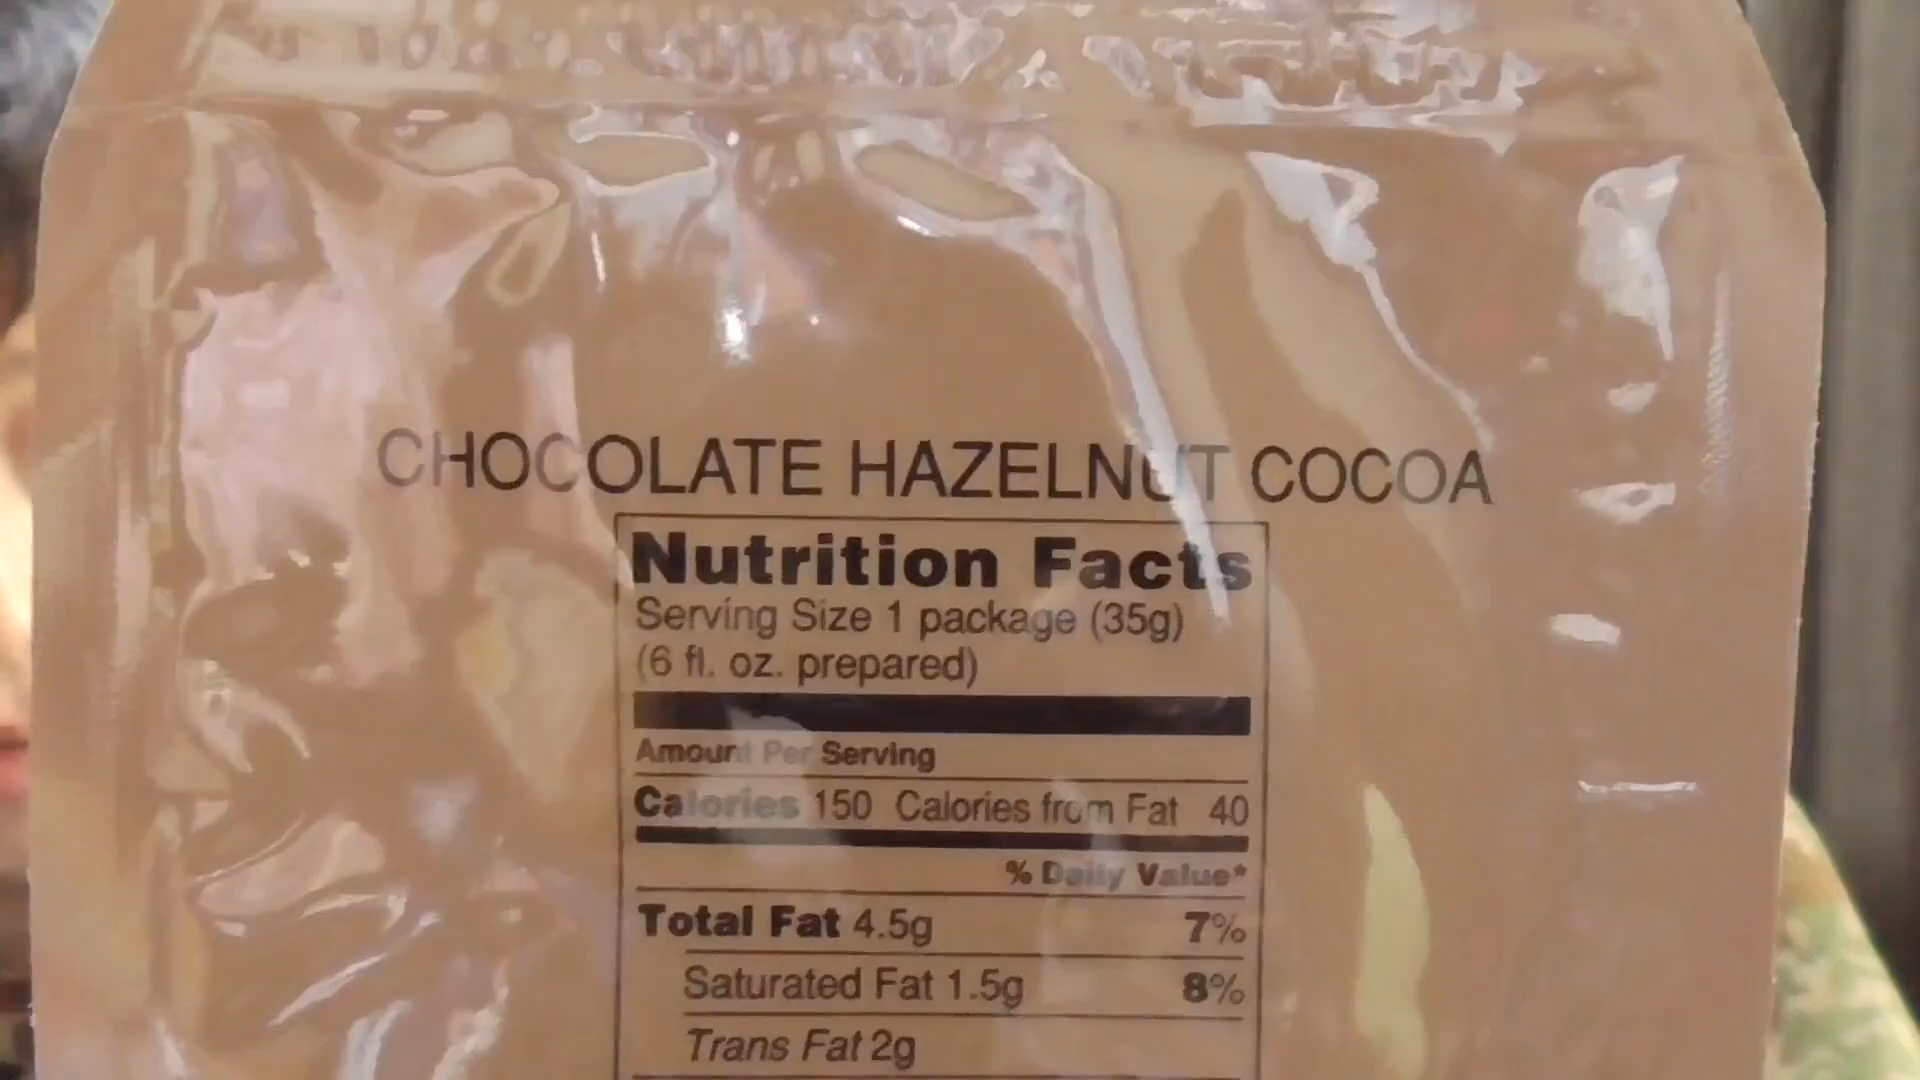 CHOCOLATE HAZELNUT COCOA
Nutrition Facts
Serving Size 1 package (35g)
(6 fl. oz. prepared)
Amount Per Serving
Calories 150 Calories from Fat 40
% Daily Value*
Total Fat 4.5g 7%
Saturated Fat 1.5g 8%
Trans Fat 2g